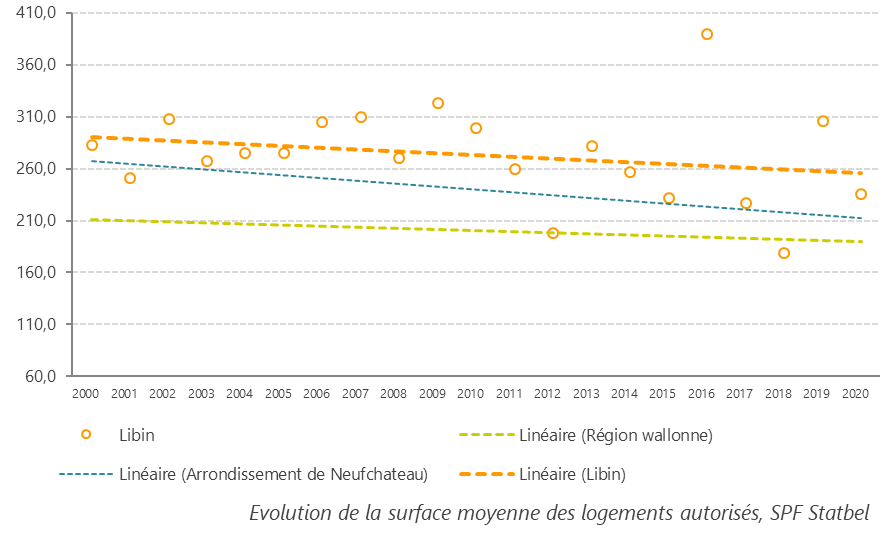 410,0
360,0
310,0
260,0
210,0
160,0
110,0
60,0
2000 2001 2002 2003 2004 2005 2006 2007 2008 2009 2010 2011 2012 2013 2014 2015 2016 2017 2018 2019 2020
Libin Linéaire (Région wallonne)
Linéaire (Arrondissement de Neufchateau) Linéaire (Libin)
Evolution de la surface moyenne des logements autorisés, SPF Statbel